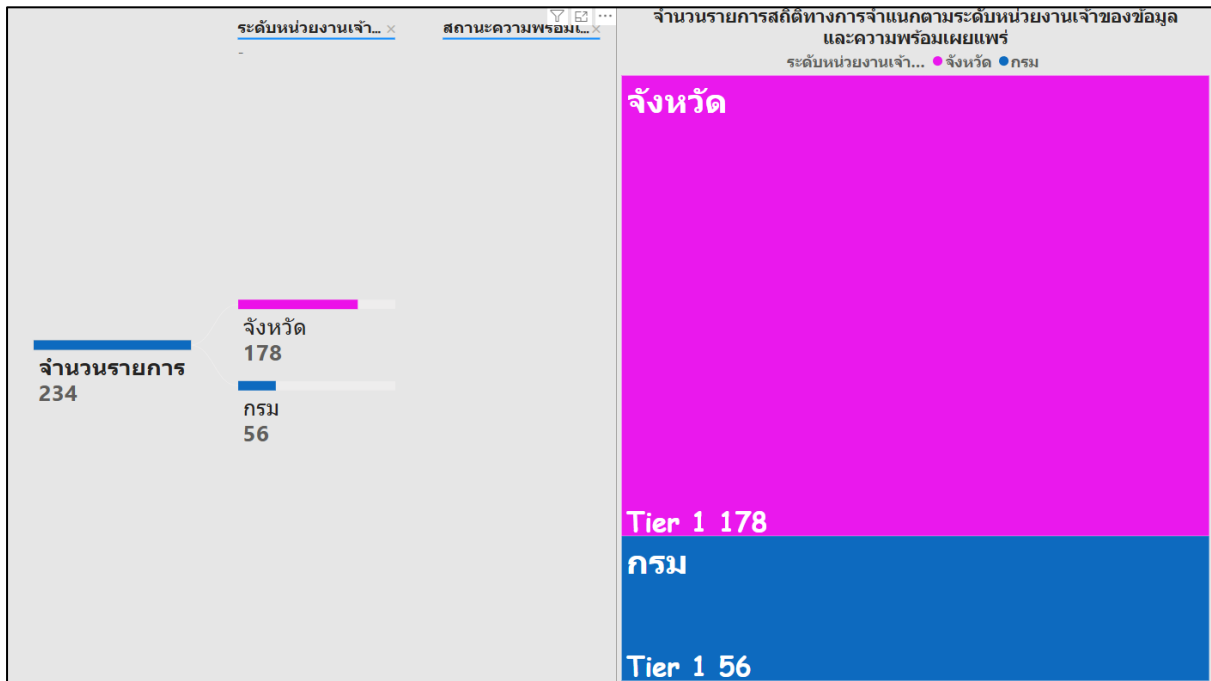 ระดับหน่วยงานเจ้า...
สถานะความพร้อมเ...
-
จำนวนรายการ
234
จังหวัด
178
กรม
56
จำนวนรายการสถิติทางการจำแนกตามระดับหน่วยงานเจ้าของข้อมูล
และความพร้อมเผยแพร่
ระดับหน่วยงานเจ้า... จังหวัด กรม
จังหวัด
Tier 1 178
กรม
Tier 1 56